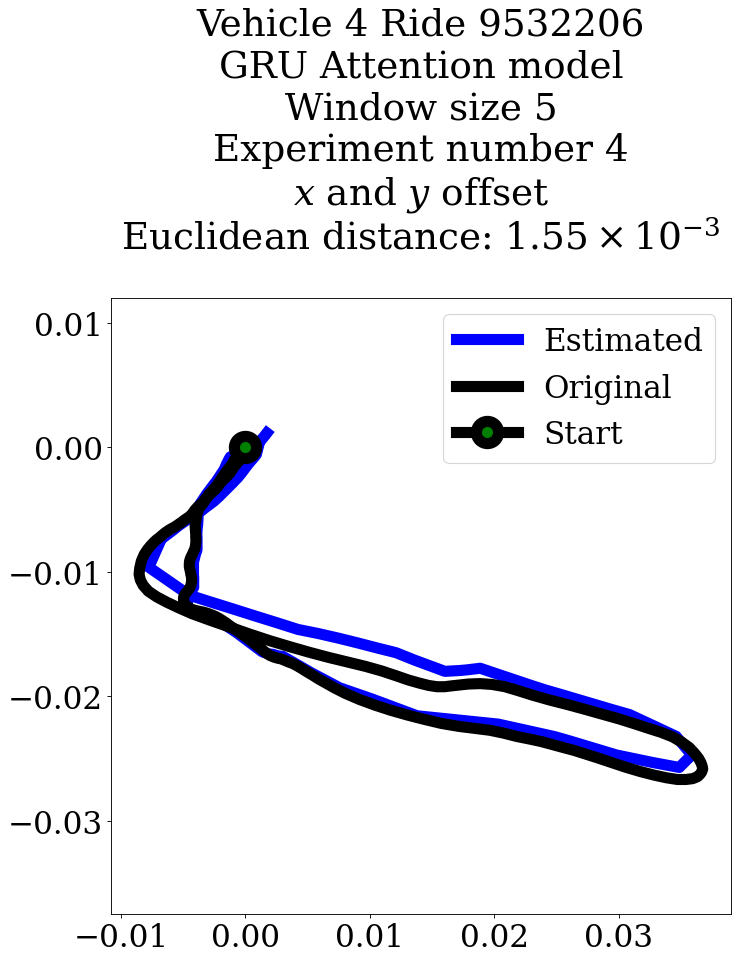 Vehicle 4 Ride 9532206
GRU Attention model
Window size 5
Experiment number 4
x and y offset
Euclidean distance: 1.55 × 10⁻³
Estimated
Original
Start
0.01
0.00
−0.01
−0.02
−0.03
−0.01 0.00 0.01 0.02 0.03